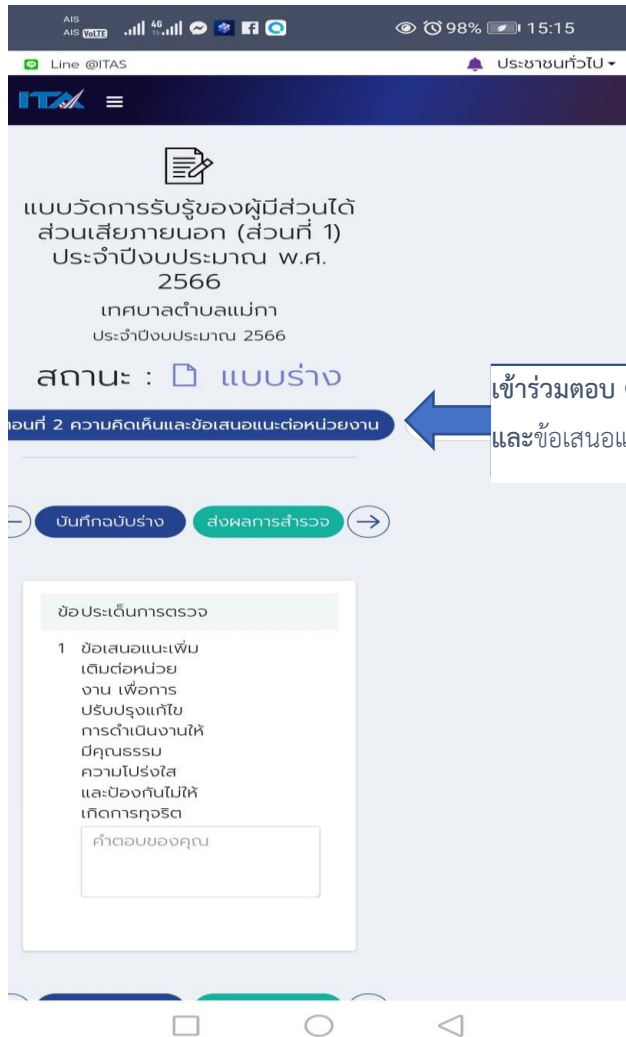 AIS
AIS VoLTE 46 98% 15:15
Line @ITAS ประชาชนทั่วไป
ITA
แบบวัดการรับรู้ของผู้มีส่วนได้
ส่วนเสียภายนอก (ส่วนที่ 1)
ประจำปีงบประมาณ พ.ศ.
2566
เทศบาลตำบลแม่กา
ประจำปีงบประมาณ 2566
สถานะ : แบบร่าง
อนที่ 2 ความคิดเห็นและข้อเสนอแนะต่อหน่วยงาน
เข้าร่วมตอบ
และข้อเสนอแ
บันทึกฉบับร่าง ส่งผลการสำรวจ
ข้อ ประเด็นการตรวจ
1 ข้อเสนอแนะเพิ่ม
เติมต่อหน่วย
งาน เพื่อการ
ปรับปรุงแก้ไข
การดำเนินงานให้
มีคุณธรรม
ความโปร่งใส
และป้องกันไม่ให้
เกิดการทุจริต
คำตอบของคุณ